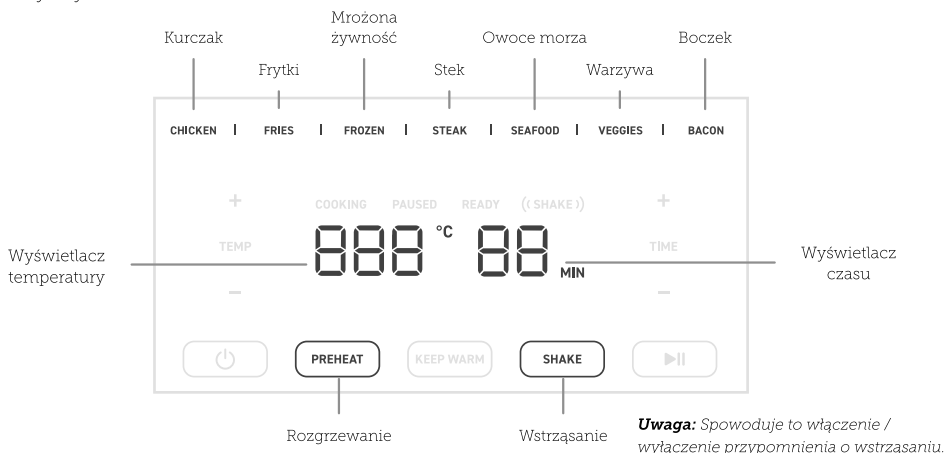 Mrożona
Kurczak żywność Owoce morza Boczek
Frytki Stek Warzywa
CHICKEN | FRIES | FROZEN | STEAK | SEAFOOD | VEGGIES | BACON
+ COOKING PAUSED READY ((SHAKE)) +
TEMP 888 °C 88 MIN TIME
Wyświetlacz
temperatury
Wyświetlacz
czasu
− −
PREHEAT KEEP WARM SHAKE
Rozgrzewanie Wstrząsanie
Uwaga: Spowoduje to włączenie /
wyłączenie przypomnienia o wstrząsaniu.